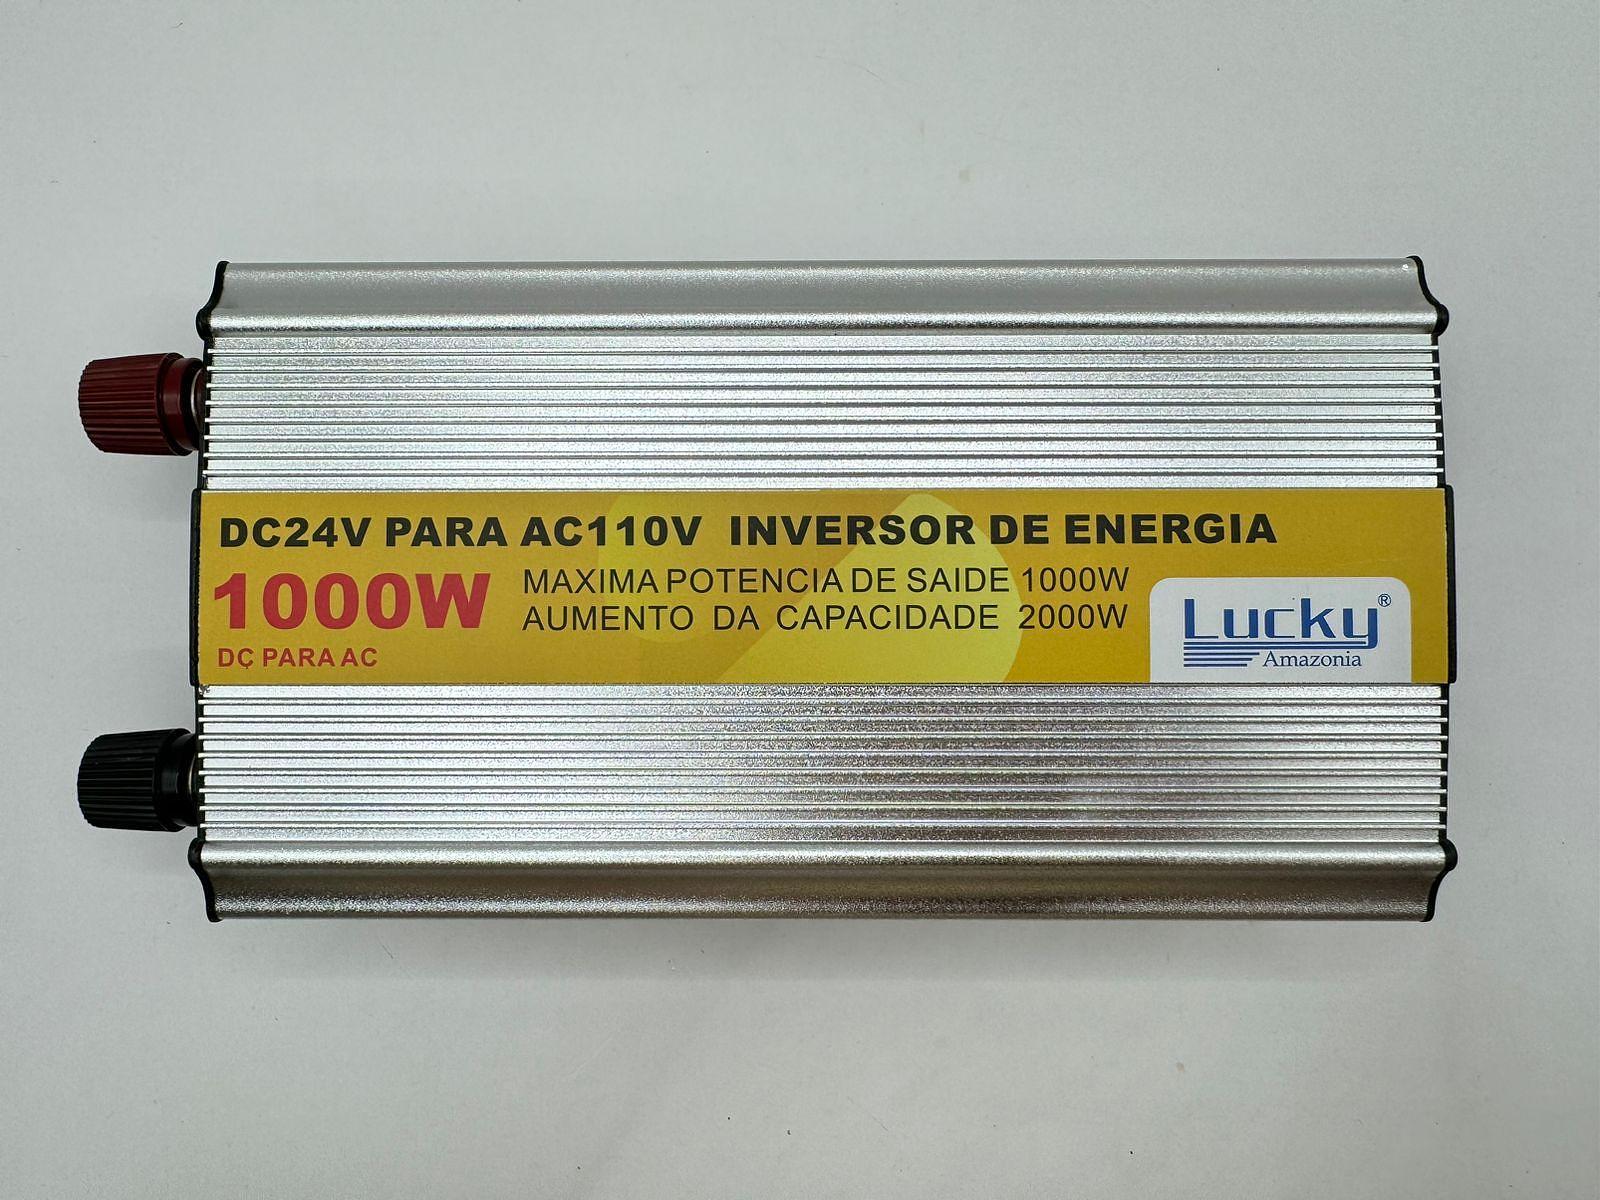 DC24V PARA AC110V INVERSOR DE ENERGIA
1000W
MAXIMA POTENCIA DE SAIDE 1000W
AUMENTO DA CAPACIDADE 2000W
DÇ PARA AC
Lucky®
Amazonia